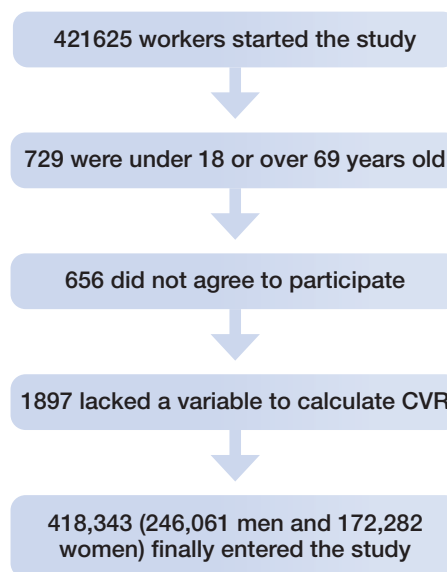 421625 workers started the study
729 were under 18 or over 69 years old
656 did not agree to participate
1897 lacked a variable to calculate CVR
418,343 (246,061 men and 172,282
women) finally entered the study